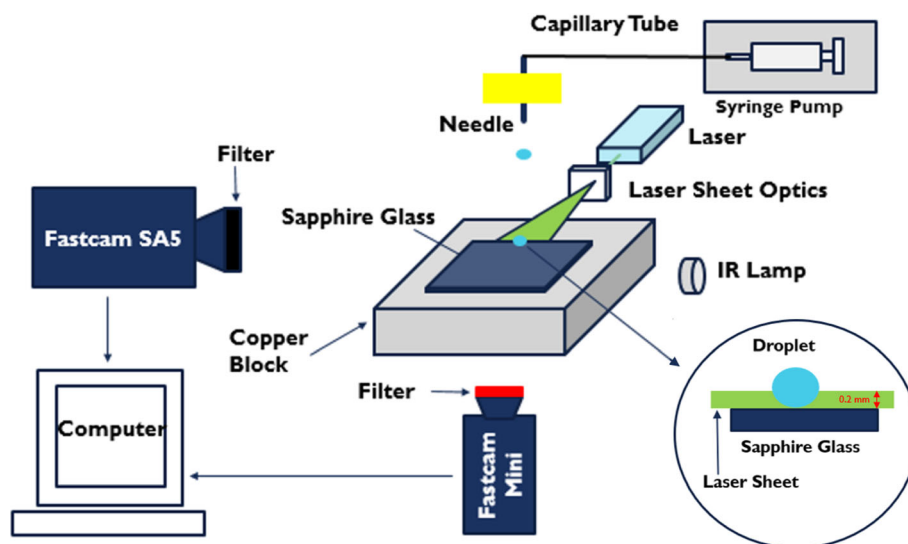 Capillary Tube
Syringe Pump
Needle
Laser
Filter
Laser Sheet Optics
Sapphire Glass
Fastcam SA5
IR Lamp
Copper
Block
Droplet
Filter
0.2 mm
Computer
Fastcam
Mini
Sapphire Glass
Laser Sheet